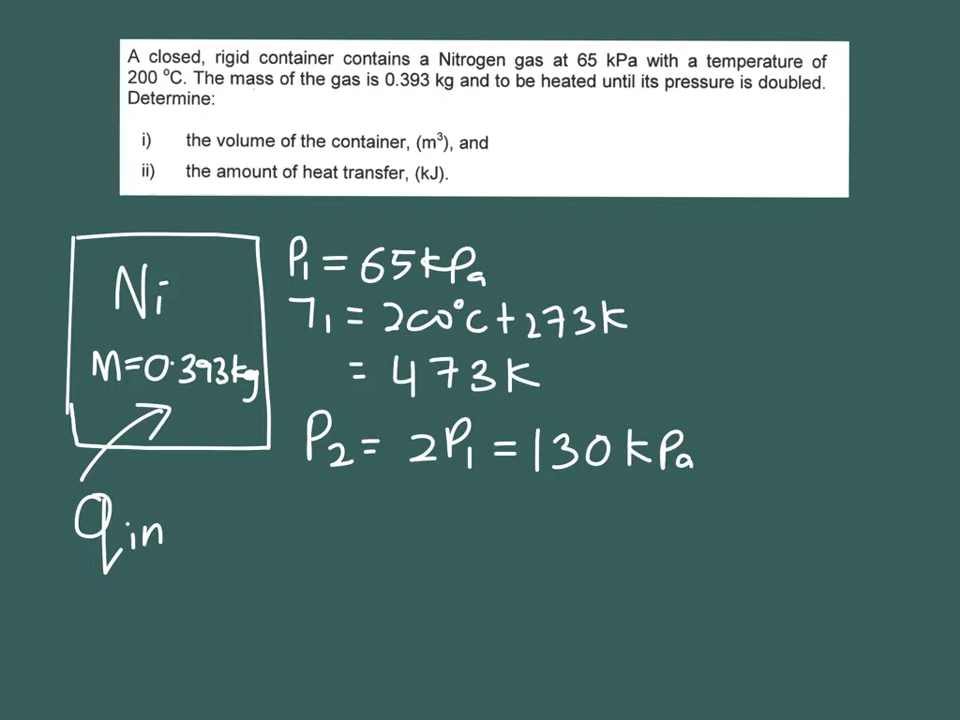 A closed, rigid container contains a Nitrogen gas at 65 kPa with a temperature of
200 °C. The mass of the gas is 0.393 kg and to be heated until its pressure is doubled.
Determine:
i) the volume of the container, (m³), and
ii) the amount of heat transfer, (kJ).
Ni
M=0.393kg
qin
P₁ = 65kPa
T₁ = 200°C + 273K
= 473K
P₂ = 2P₁ = 130 kPa